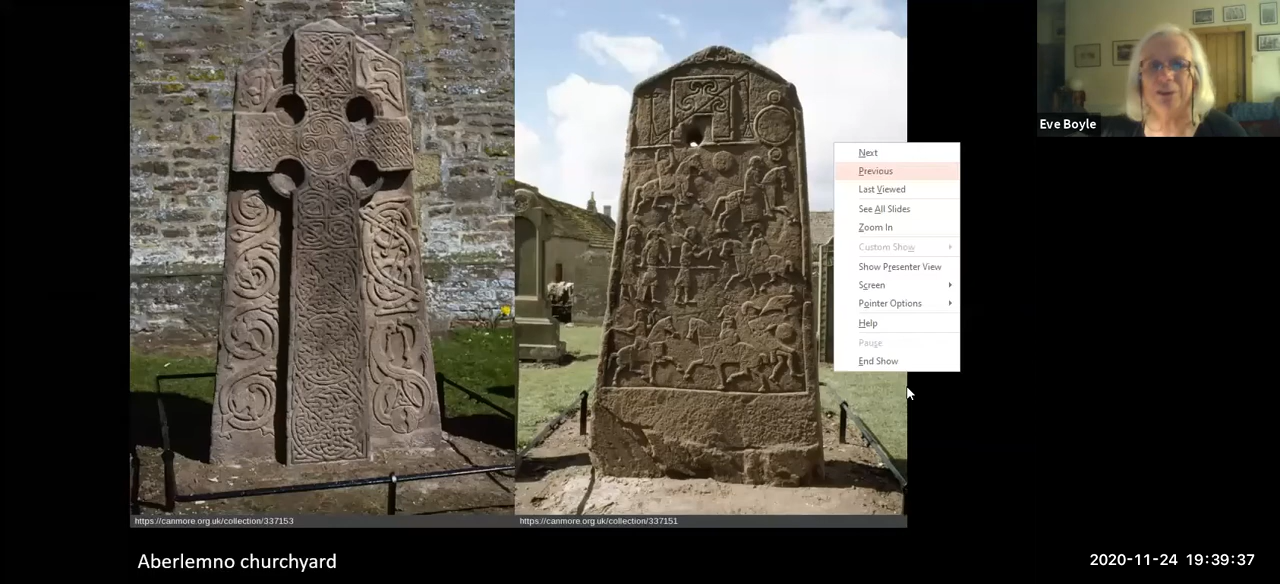 Eve Boyle
Next
Previous
Last Viewed
See All Slides
Zoom In
Custom Show
Show Presenter View
Screen
Pointer Options
Help
Pause
End Show
https://canmore.org.uk/collection/337153
https://canmore.org.uk/collection/337151
Aberlemno churchyard
2020-11-24 19:39:37